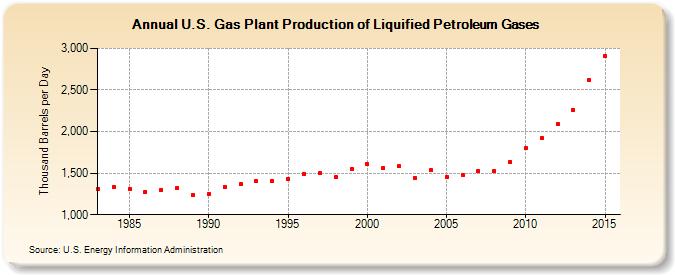 Annual U.S. Gas Plant Production of Liquified Petroleum Gases
Thousand Barrels per Day
3,000
2,500
2,000
1,500
1,000
1985 1990 1995 2000 2005 2010 2015
Source: U.S. Energy Information Administration